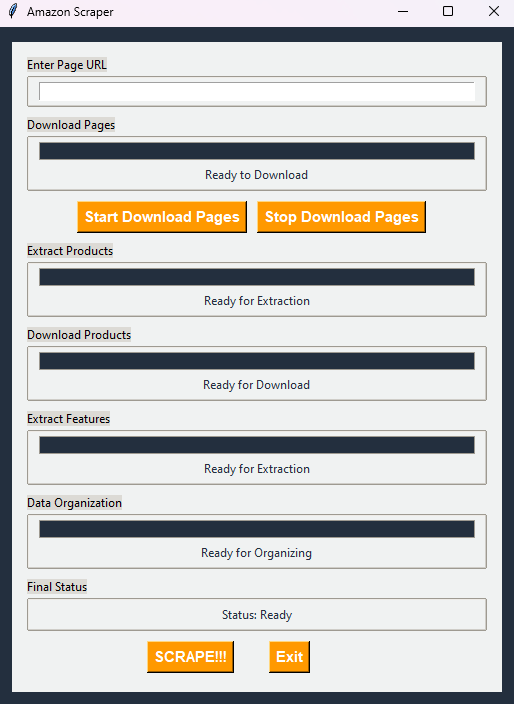 Amazon Scraper
Enter Page URL
Download Pages
Ready to Download
Start Download Pages Stop Download Pages
Extract Products
Ready for Extraction
Download Products
Ready for Download
Extract Features
Ready for Extraction
Data Organization
Ready for Organizing
Final Status
Status: Ready
SCRAPE!!! Exit